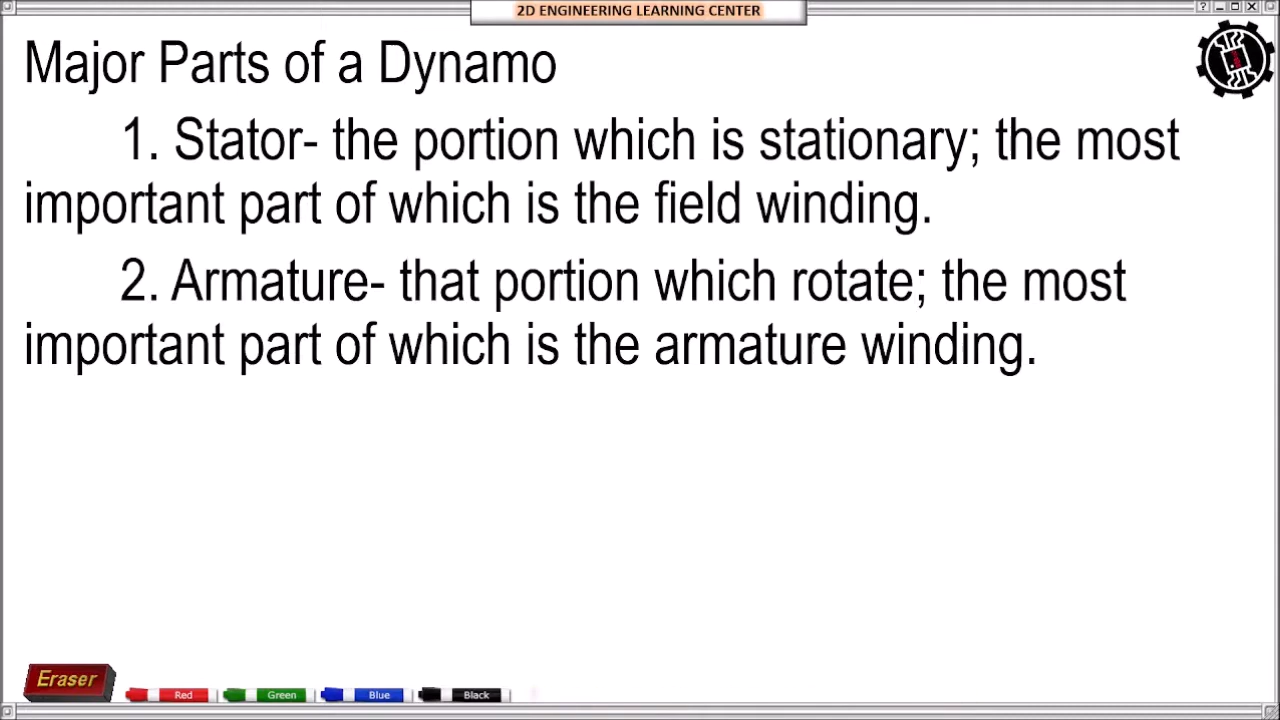 2D ENGINEERING LEARNING CENTER
Major Parts of a Dynamo
1. Stator- the portion which is stationary; the most
important part of which is the field winding.
2. Armature- that portion which rotate; the most
important part of which is the armature winding.
Eraser
Red Green Blue Black